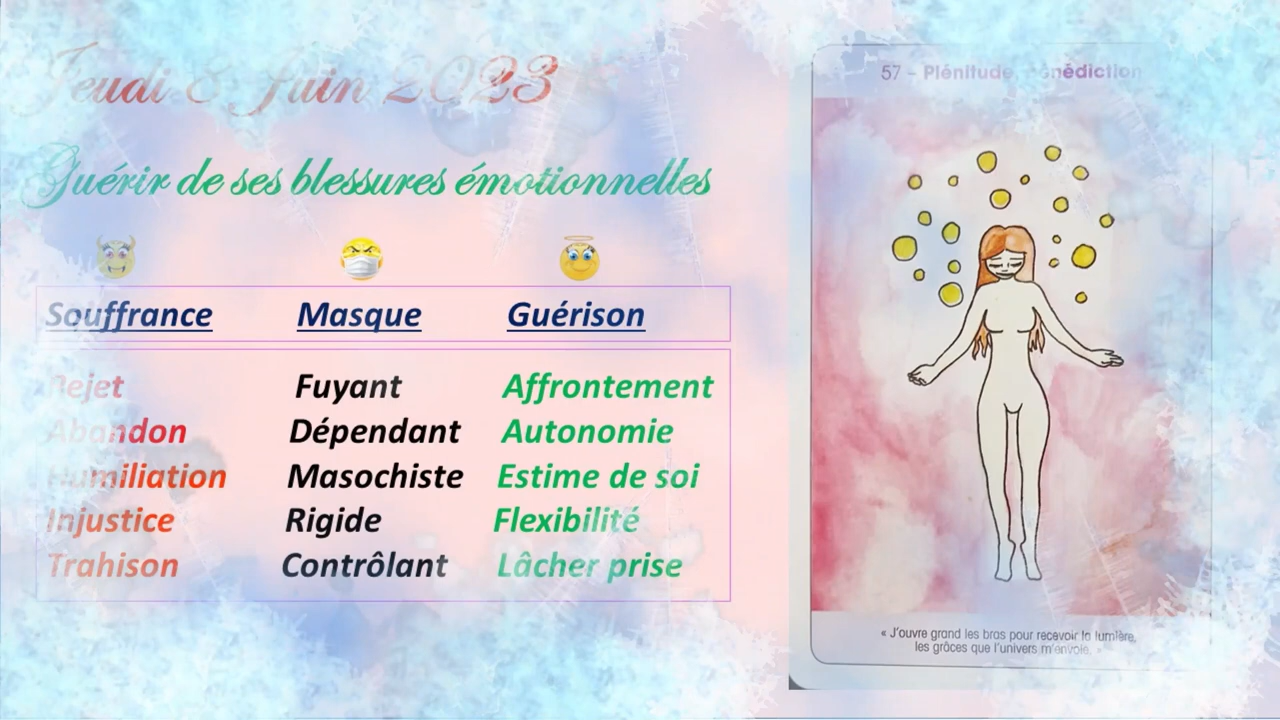 Jeudi 8 Juin 2023
Guérir de ses blessures émotionnelles
Souffrance Masque Guérison
Rejet Fuyant Affrontement
Abandon Dépendant Autonomie
Humiliation Masochiste Estime de soi
Injustice Rigide Flexibilité
Trahison Contrôlant Lâcher prise
57 - Plénitude, bénédiction
« J'ouvre grand les bras pour recevoir la lumière,
les grâces que l'univers m'envoie. »